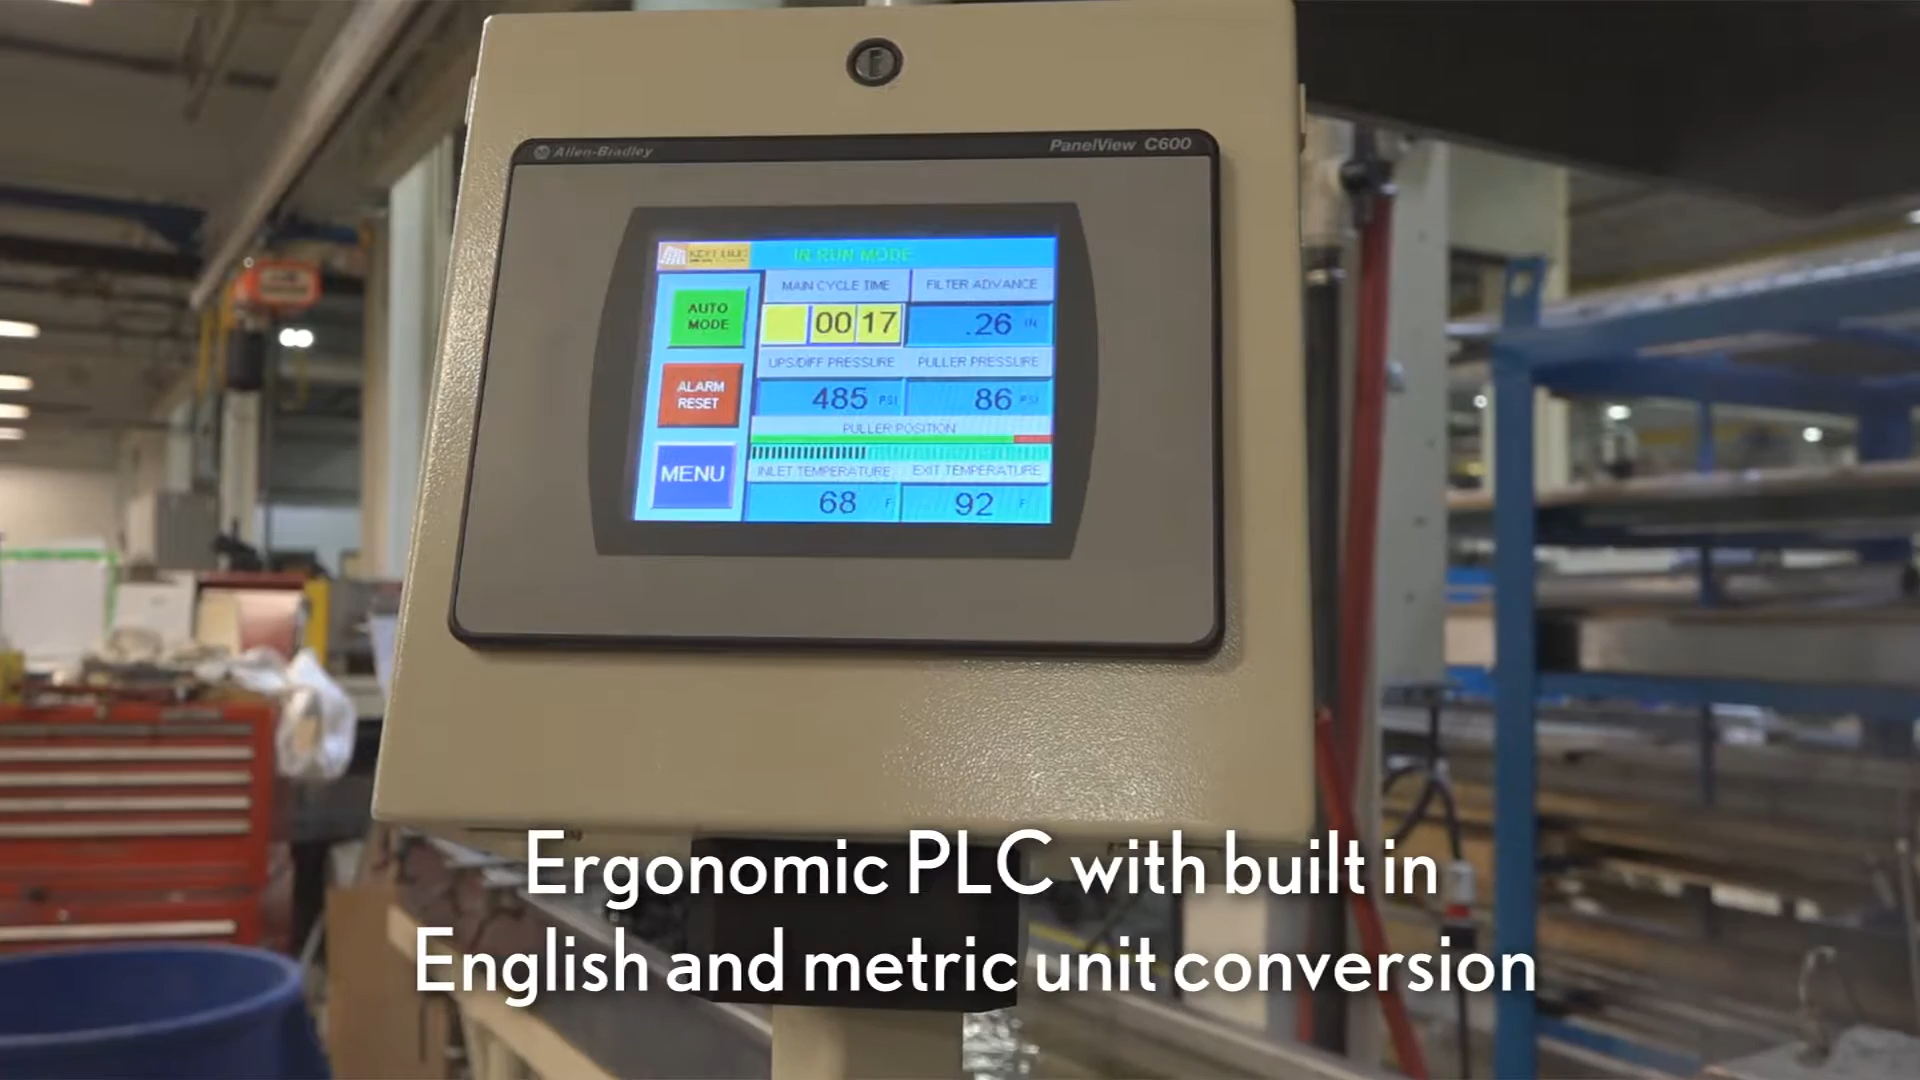 Allen-Bradley
PanelView C600
IN RUN MODE
MAIN CYCLE TIME
FILTER ADVANCE
AUTO
MODE
00 17
.26 IN
UPS/DIFF PRESSURE
PULLER PRESSURE
ALARM
RESET
485 PSI
86 PSI
PULLER POSITION
MENU
INLET TEMPERATURE
EXIT TEMPERATURE
68 F
92 F
Ergonomic PLC with built in
English and metric unit conversion